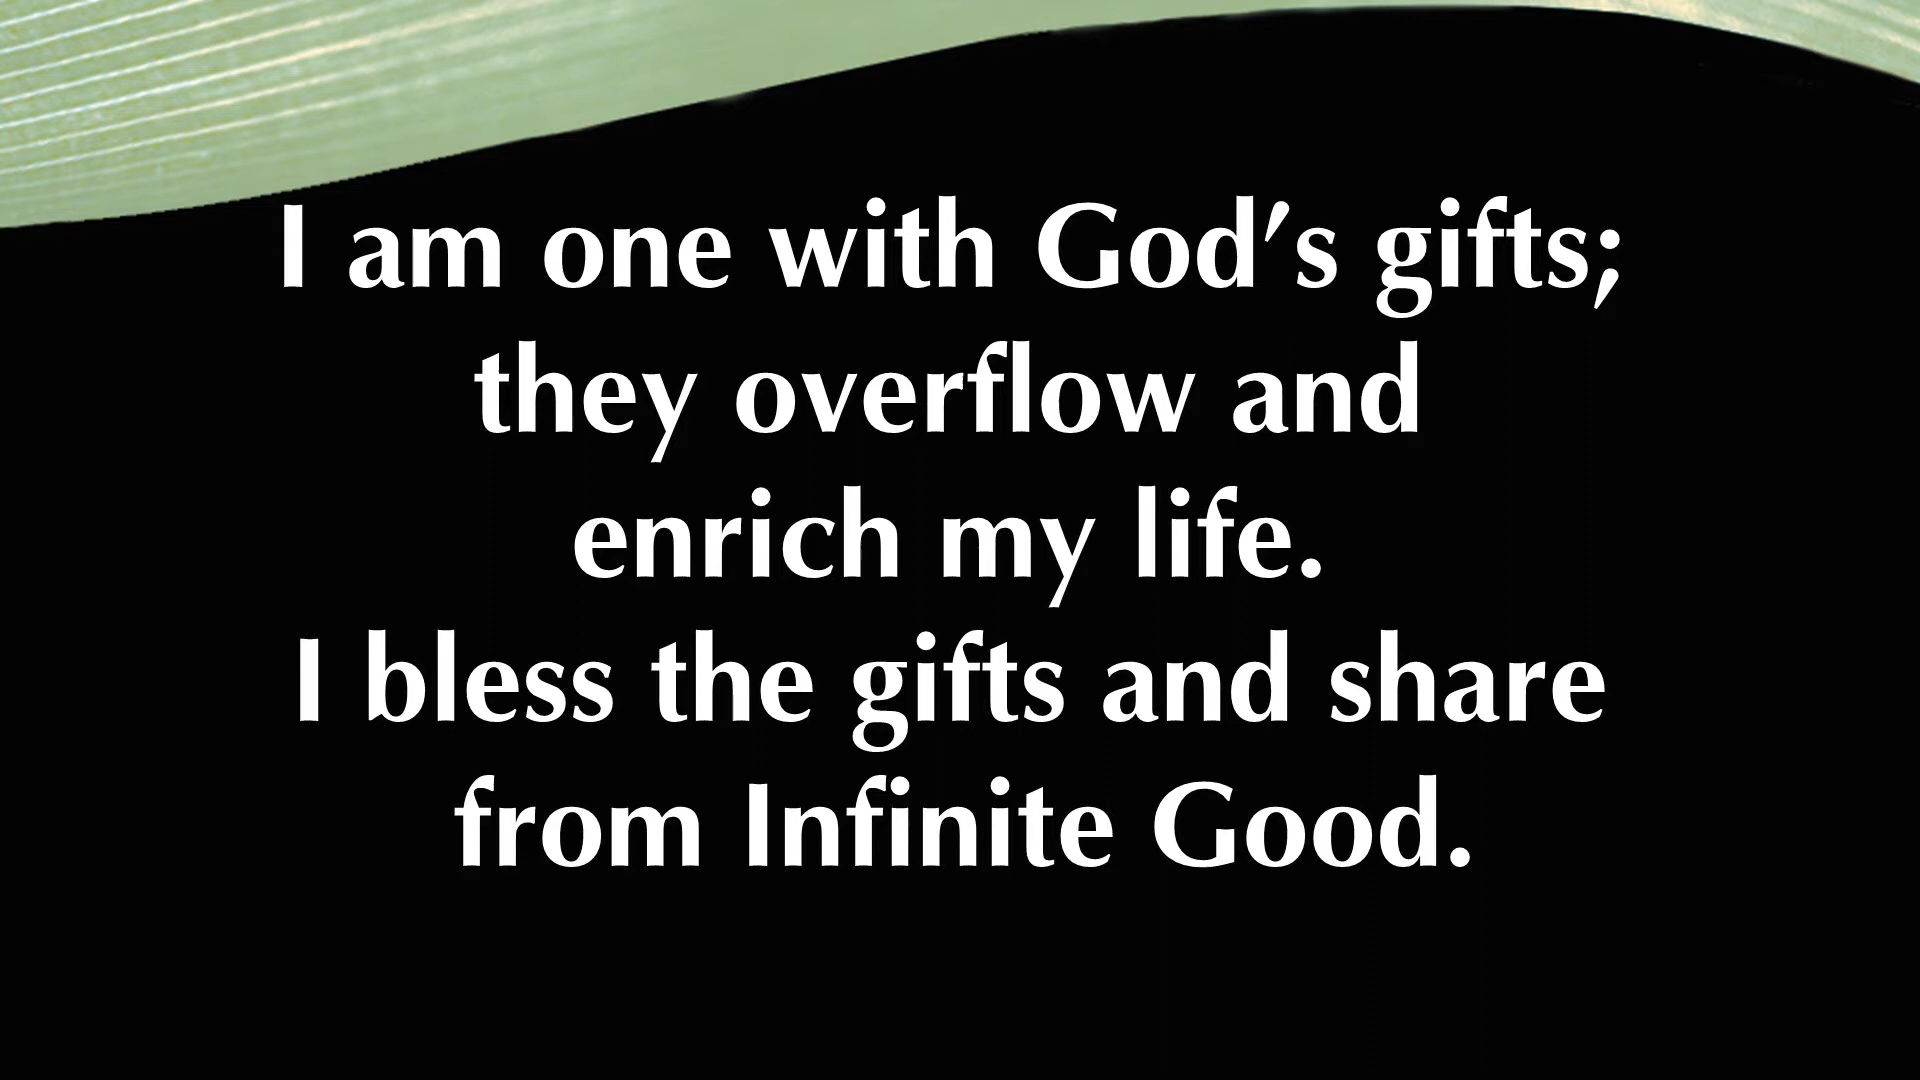 I am one with God’s gifts;
they overflow and
enrich my life.
I bless the gifts and share
from Infinite Good.